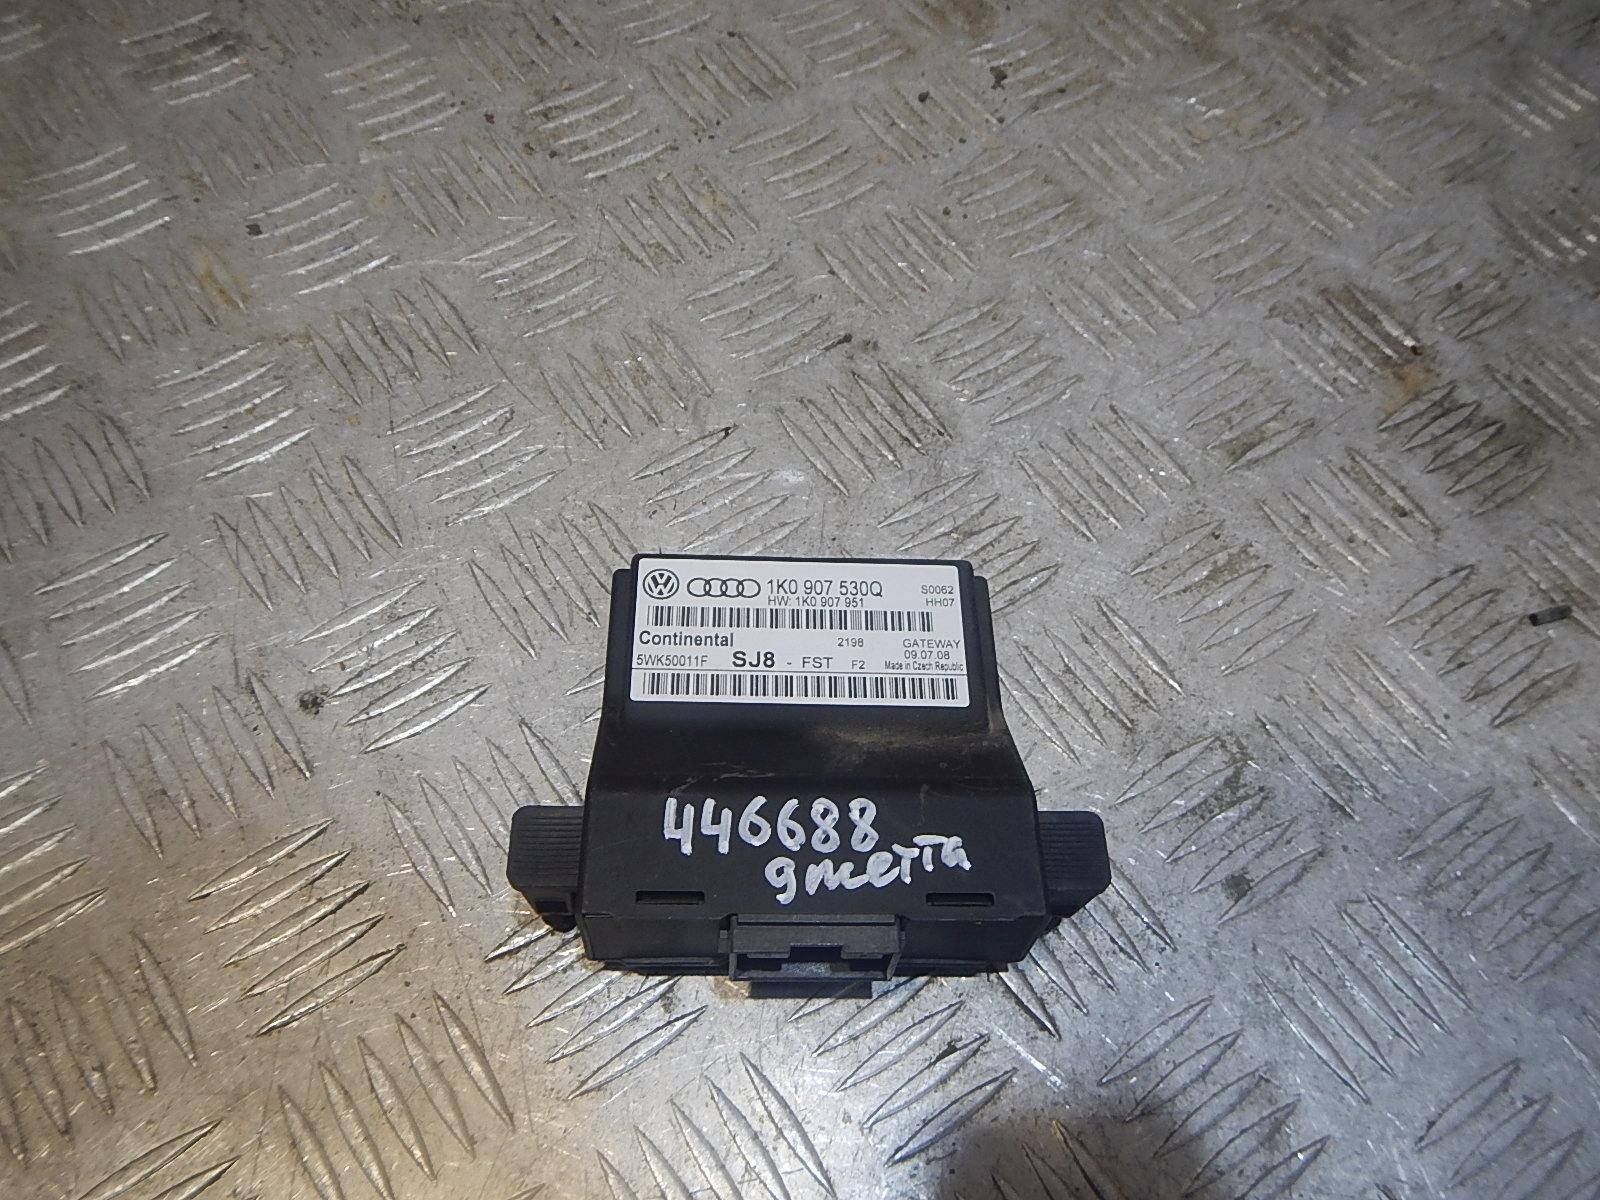 1K0 907 530Q S0062
HW: 1K0 907 951 HH07
Continental 2198 GATEWAY
09.07.08
5WK50011F SJ8 - FST F2 Made in Czech Republic
446688
джетта